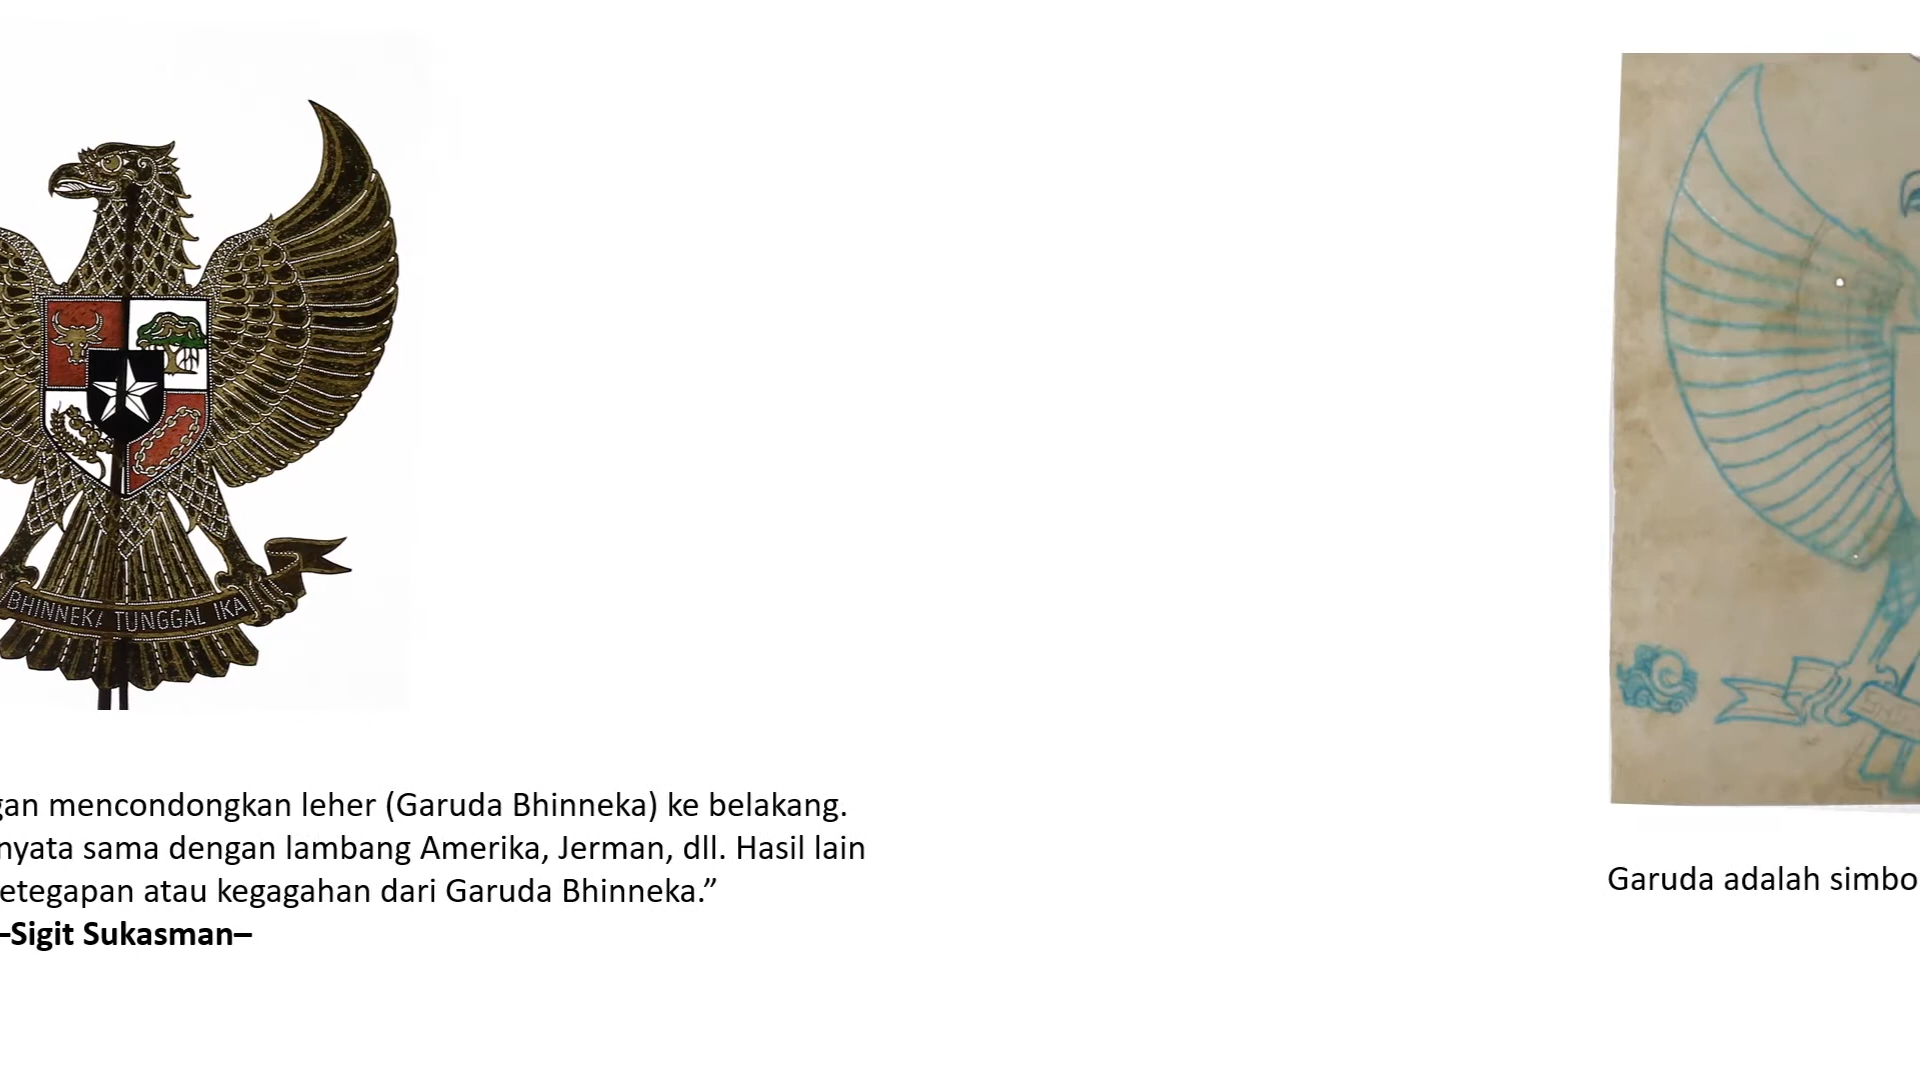 BHINNEKA TUNGGAL IKA
gan mencondongkan leher (Garuda Bhinneka) ke belakang.
nyata sama dengan lambang Amerika, Jerman, dll. Hasil lain
etegapan atau kegagahan dari Garuda Bhinneka.”
–Sigit Sukasman–
Garuda adalah simbo